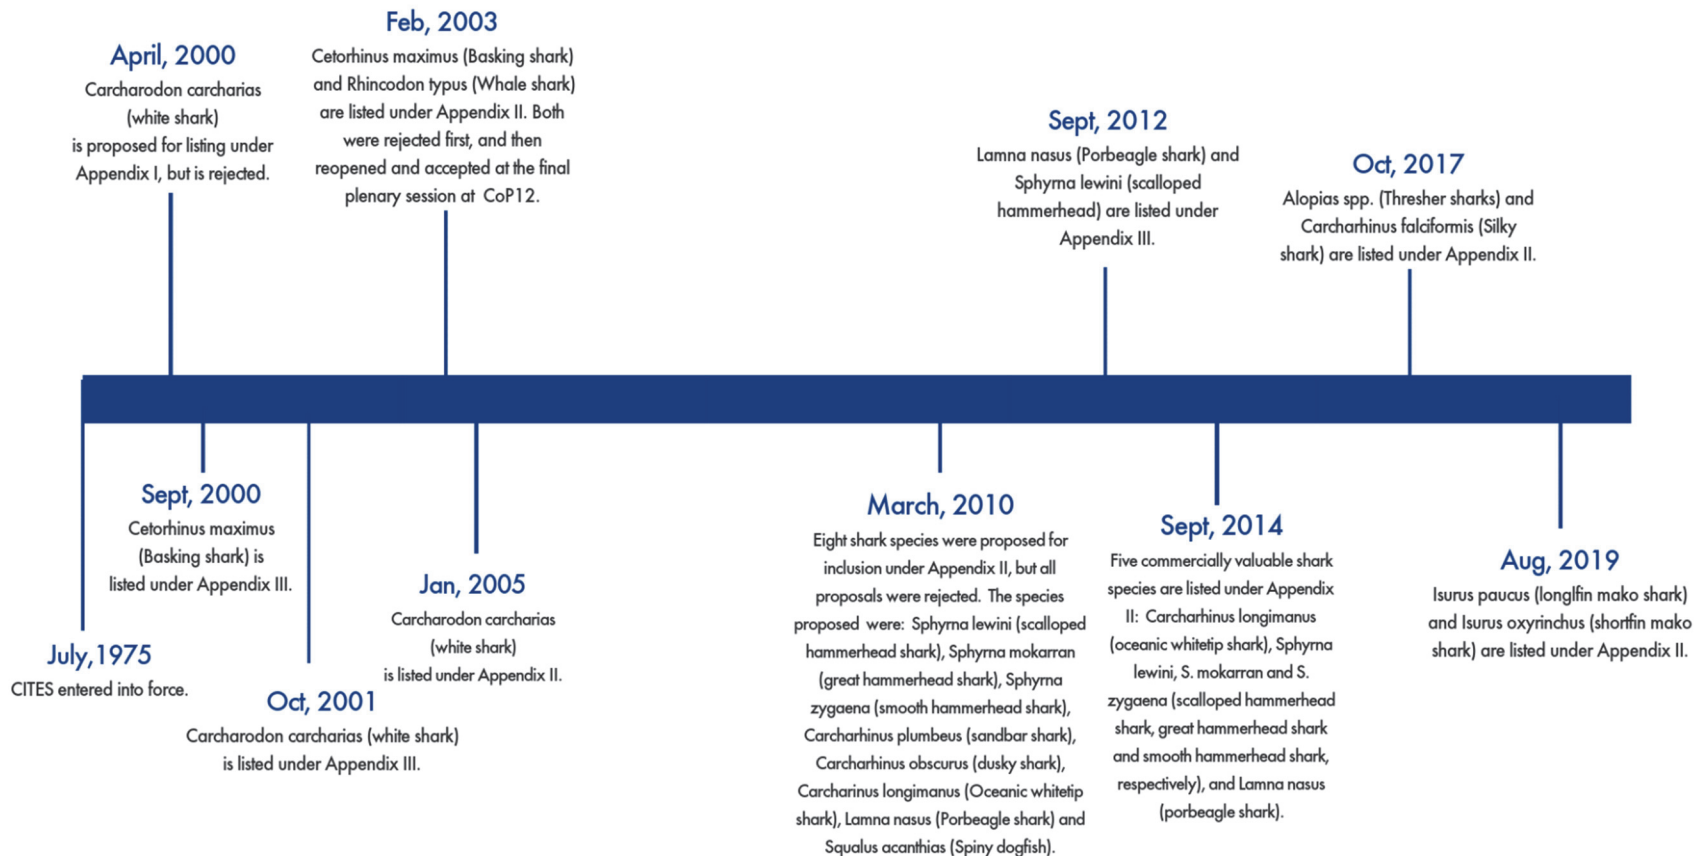 April, 2000
Carcharodon carcharias
(white shark)
is proposed for listing under
Appendix I, but is rejected.
Feb, 2003
Cetorhinus maximus (Basking shark)
and Rhincodon typus (Whale shark)
are listed under Appendix II. Both
were rejected first, and then
reopened and accepted at the final
plenary session at CoP12.
Sept, 2012
Lamna nasus (Porbeagle shark) and
Sphyrna lewini (scalloped
hammerhead) are listed under
Appendix III.
Oct, 2017
Alopias spp. (Thresher sharks) and
Carcharhinus falciformis (Silky
shark) are listed under Appendix II.
July,1975
CITES entered into force.
Sept, 2000
Cetorhinus maximus
(Basking shark) is
listed under Appendix III.
Oct, 2001
Carcharodon carcharias (white shark)
is listed under Appendix III.
Jan, 2005
Carcharodon carcharias
(white shark)
is listed under Appendix II.
March, 2010
Eight shark species were proposed for
inclusion under Appendix II, but all
proposals were rejected. The species
proposed were: Sphyrna lewini (scalloped
hammerhead shark), Sphyrna mokarran
(great hammerhead shark), Sphyrna
zygaena (smooth hammerhead shark),
Carcharhinus plumbeus (sandbar shark),
Carcharhinus obscurus (dusky shark),
Carcharinus longimanus (Oceanic whitetip
shark), Lamna nasus (Porbeagle shark) and
Squalus acanthias (Spiny dogfish).
Sept, 2014
Five commercially valuable shark
species are listed under Appendix
II: Carcharhinus longimanus
(oceanic whitetip shark), Sphyrna
lewini, S. mokarran and S.
zygaena (scalloped hammerhead
shark, great hammerhead shark
and smooth hammerhead shark,
respectively), and Lamna nasus
(porbeagle shark).
Aug, 2019
Isurus paucus (longlfin mako shark)
and Isurus oxyrinchus (shortfin mako
shark) are listed under Appendix II.